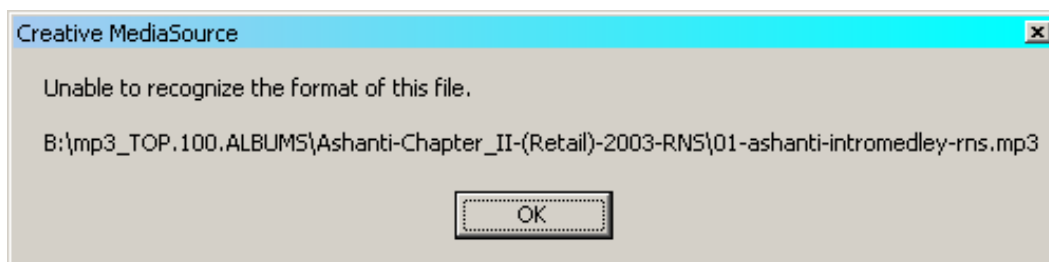 Creative MediaSource
Unable to recognize the format of this file.
B:\mp3_TOP.100.ALBUMS\Ashanti-Chapter_II-(Retail)-2003-RNS\01-ashanti-intromedley-rns.mp3
OK